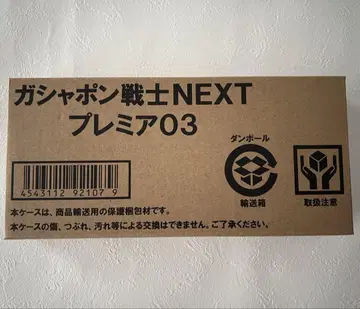 ガシャポン戦士NEXT
プレミア03
ダンボール
輸送箱
取扱注意
4543112 92107 9
本ケースは、商品輸送用の保護梱包材です。
本ケースの傷、つぶれ、汚れ等による交換はできません。ご了承ください。